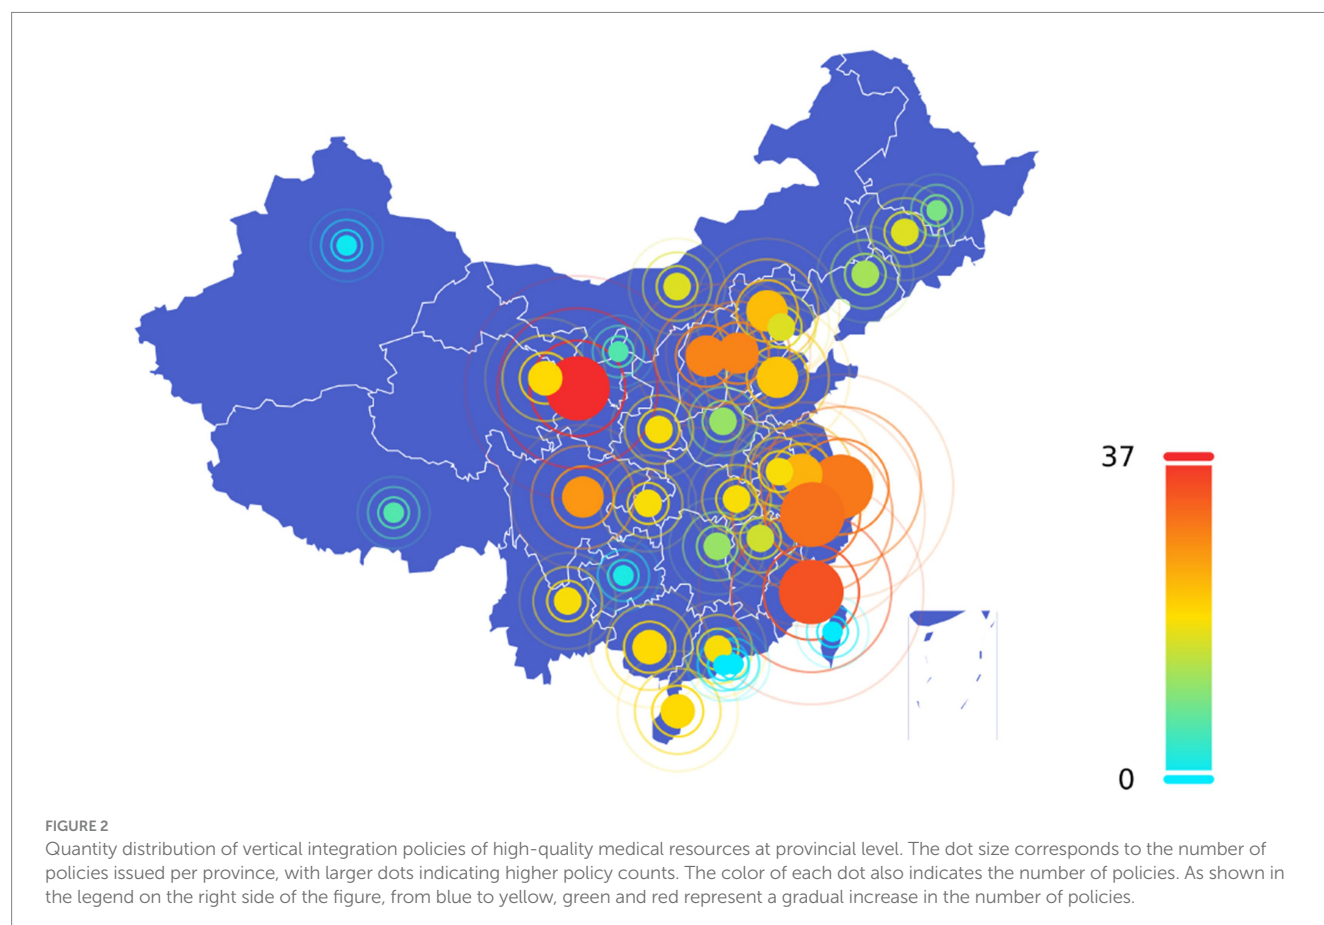 37
0
FIGURE 2
Quantity distribution of vertical integration policies of high-quality medical resources at provincial level. The dot size corresponds to the number of
policies issued per province, with larger dots indicating higher policy counts. The color of each dot also indicates the number of policies. As shown in
the legend on the right side of the figure, from blue to yellow, green and red represent a gradual increase in the number of policies.